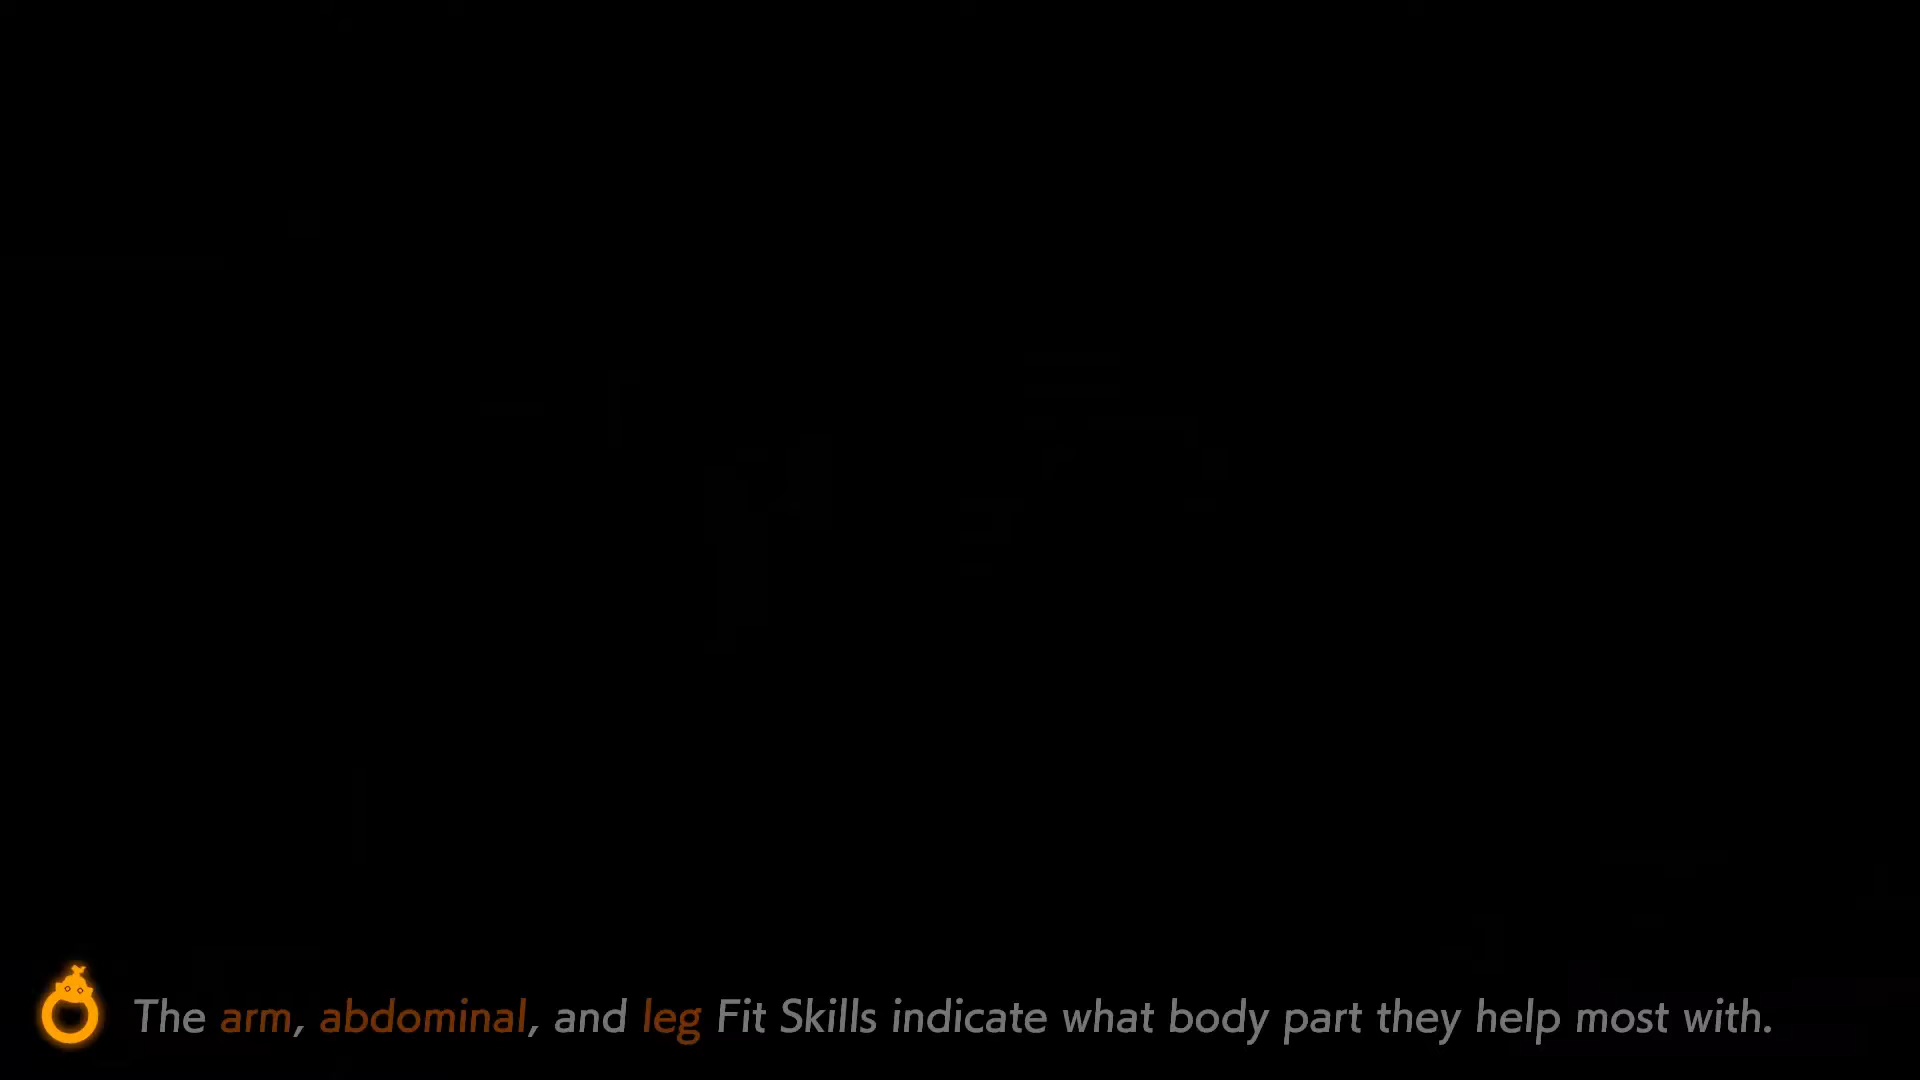 The arm, abdominal, and leg Fit Skills indicate what body part they help most with.